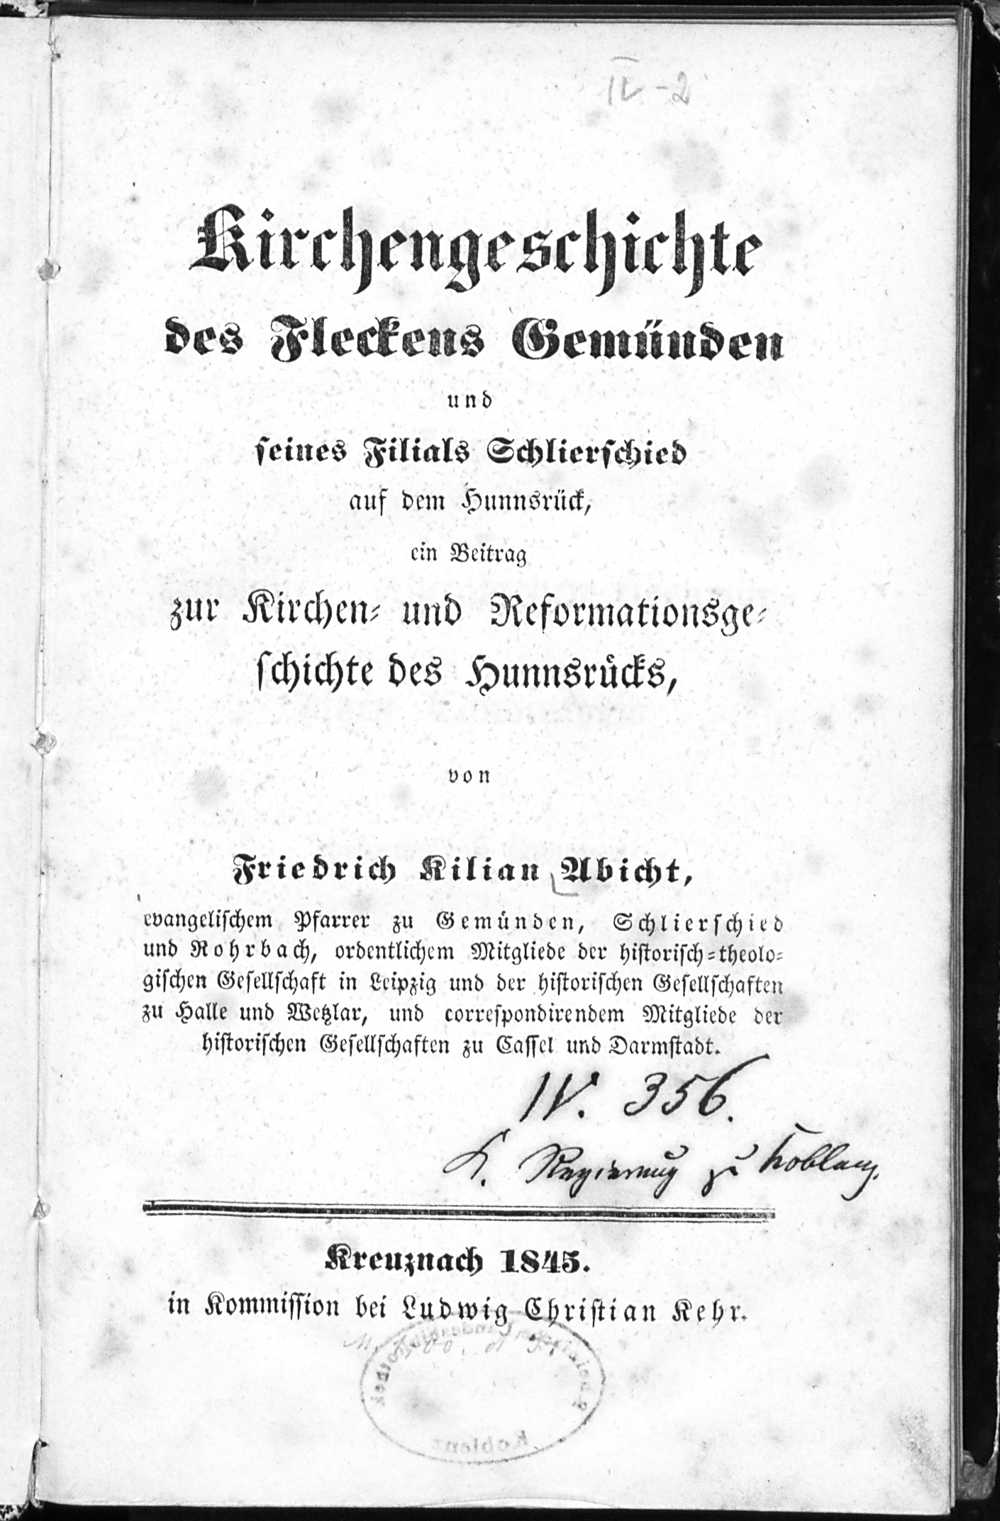 IV-2
Kirchengeschichte
des Fleckens Gemünden
und
seines Filials Schlierschied
auf dem Hunnsrück,
ein Beitrag
zur Kirchen- und Reformationsge-
schichte des Hunnsrücks,
von
Friedrich Kilian Abicht,
evangelischem Pfarrer zu Gemünden, Schlierschied
und Rohrbach, ordentlichem Mitgliede der historisch-theolo-
gischen Gesellschaft in Leipzig und der historischen Gesellschaften
zu Halle und Wetzlar, und correspondirendem Mitgliede der
historischen Gesellschaften zu Cassel und Darmstadt.
IV. 356.
K. Regierung zu Koblenz.
Kreuznach 1845.
in Kommission bei Ludwig Christian Kehr.
Koblenz